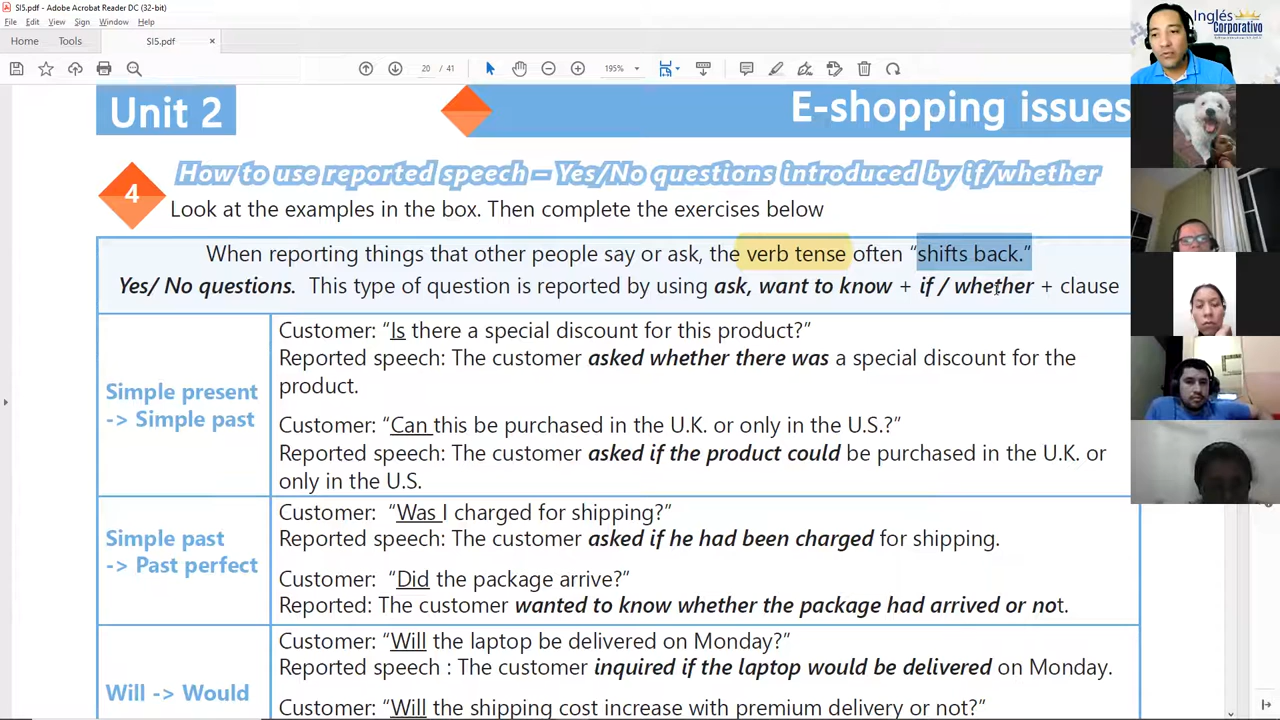 SI5.pdf - Adobe Acrobat Reader DC (32-bit)
File Edit View Sign Window Help
Home Tools SI5.pdf ×
20 / 41 195%
Inglés
Corporativo
Unit 2 E-shopping issues
4 How to use reported speech – Yes/No questions introduced by if/whether
Look at the examples in the box. Then complete the exercises below
When reporting things that other people say or ask, the verb tense often “shifts back.”
Yes/ No questions. This type of question is reported by using ask, want to know + if / whether + clause
Simple present
-> Simple past
Customer: “Is there a special discount for this product?”
Reported speech: The customer asked whether there was a special discount for the
product.
Customer: “Can this be purchased in the U.K. or only in the U.S.?”
Reported speech: The customer asked if the product could be purchased in the U.K. or
only in the U.S.
Simple past
-> Past perfect
Customer: “Was I charged for shipping?”
Reported speech: The customer asked if he had been charged for shipping.
Customer: “Did the package arrive?”
Reported: The customer wanted to know whether the package had arrived or not.
Will -> Would
Customer: “Will the laptop be delivered on Monday?”
Reported speech : The customer inquired if the laptop would be delivered on Monday.
Customer: “Will the shipping cost increase with premium delivery or not?”